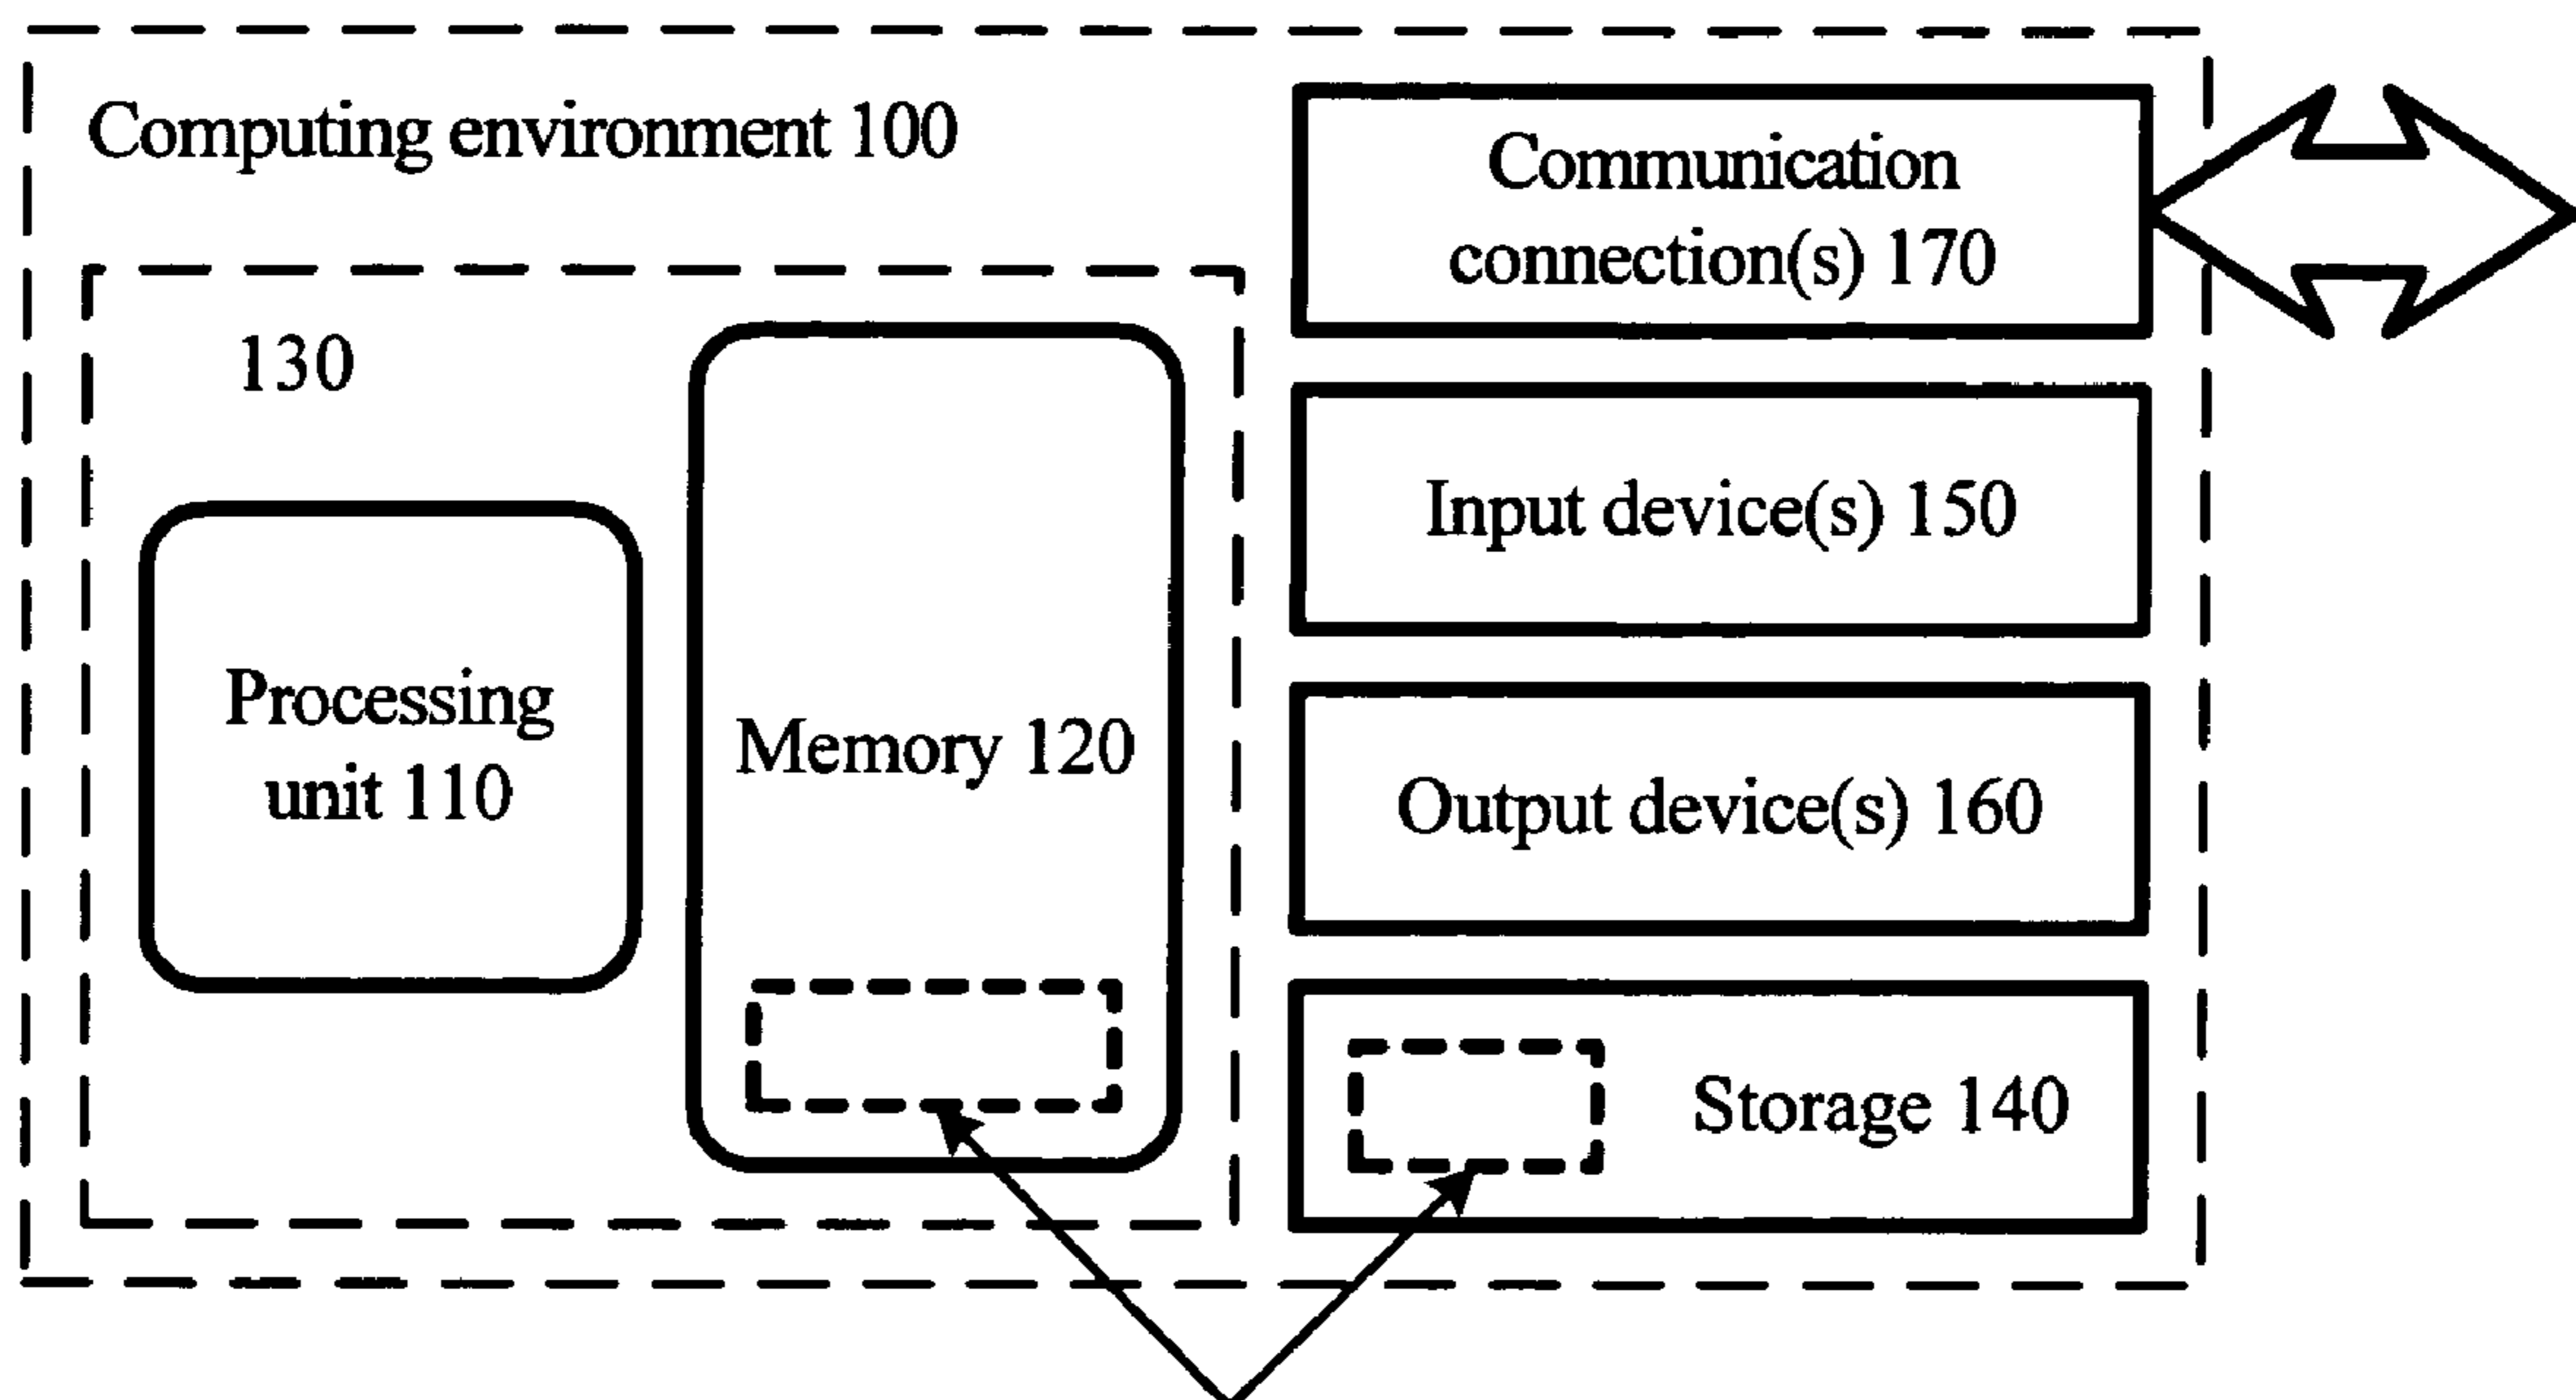 Computing environment 100
Communication
connection(s) 170
130
Input device(s) 150
Processing
unit 110
Memory 120
Output device(s) 160
Storage 140